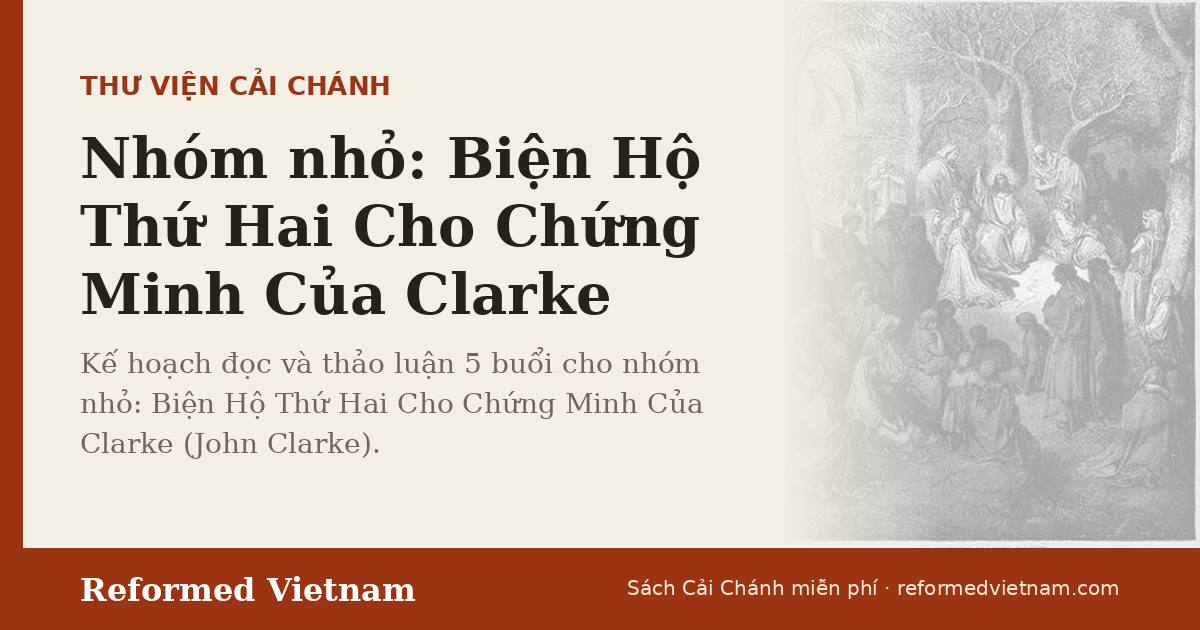 THƯ VIỆN CẢI CHÁNH
Nhóm nhỏ: Biện Hộ
Thứ Hai Cho Chứng
Minh Của Clarke
Kế hoạch đọc và thảo luận 5 buổi cho nhóm
nhỏ: Biện Hộ Thứ Hai Cho Chứng Minh Của
Clarke (John Clarke).
Reformed Vietnam
Sách Cải Chánh miễn phí · reformedvietnam.com